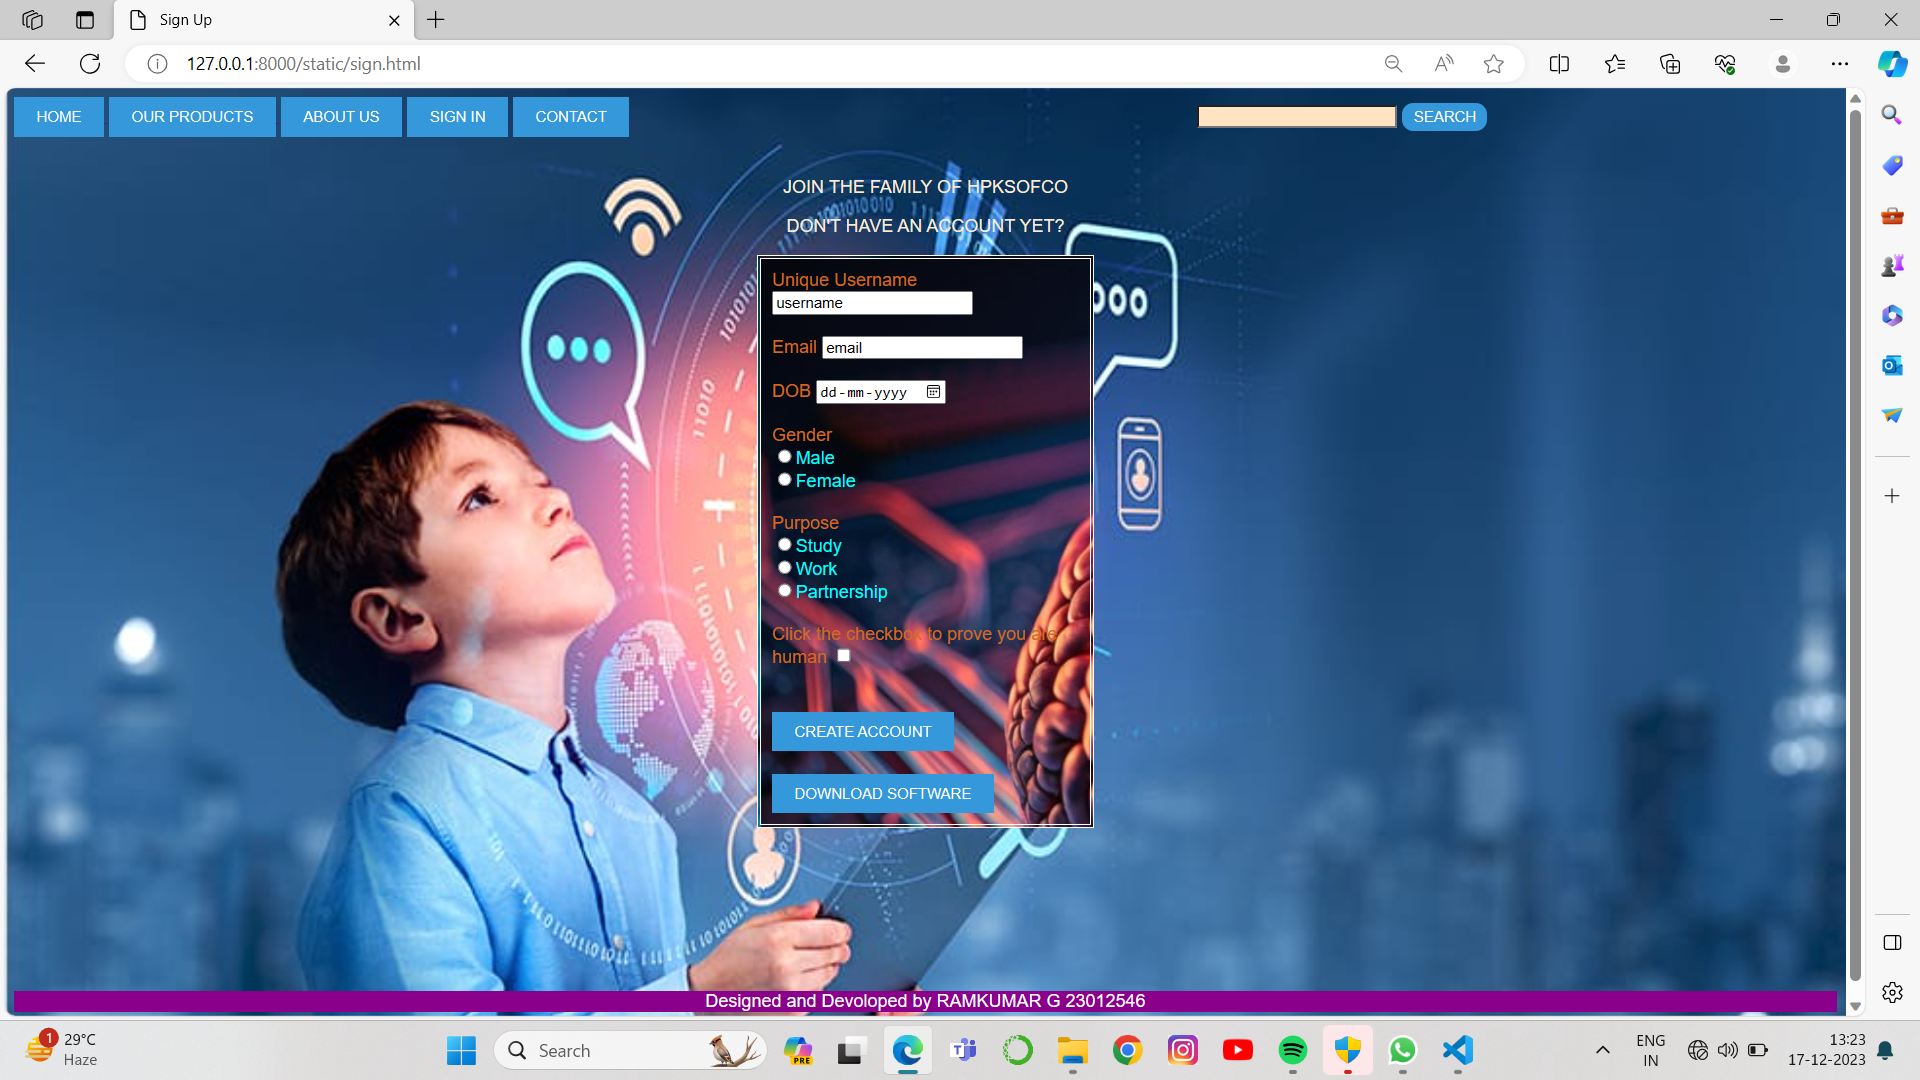 Sign Up
127.0.0.1:8000/static/sign.html
HOME OUR PRODUCTS ABOUT US SIGN IN CONTACT SEARCH
JOIN THE FAMILY OF HPKSOFCO
DON'T HAVE AN ACCOUNT YET?
Unique Username
username
Email email
DOB dd-mm-yyyy
Gender
Male
Female
Purpose
Study
Work
Partnership
Click the checkbox to prove you are
human
CREATE ACCOUNT
DOWNLOAD SOFTWARE
Designed and Devoloped by RAMKUMAR G 23012546
1
29°C
Haze
Search
PRE
ENG
IN
13:23
17-12-2023